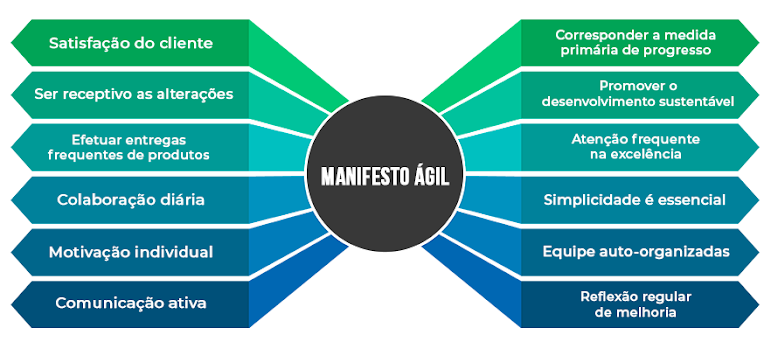 Satisfação do cliente
Ser receptivo as alterações
Efetuar entregas
frequentes de produtos
Colaboração diária
Motivação individual
Comunicação ativa
MANIFESTO ÁGIL
Corresponder a medida
primária de progresso
Promover o
desenvolvimento sustentável
Atenção frequente
na excelência
Simplicidade é essencial
Equipe auto-organizadas
Reflexão regular
de melhoria